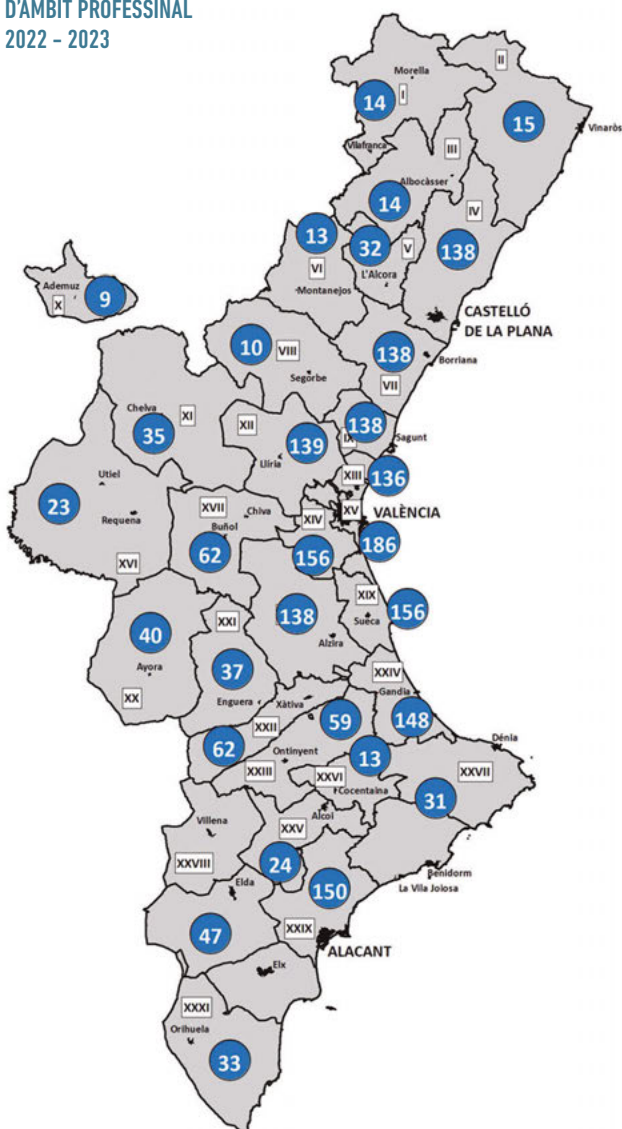 D'ÀMBIT PROFESSINAL
2022 - 2023
II
Morella
I
14
15
Vinaròs
Vilafranca
III
Albocàsser
14
IV
13
32
V
138
VI
L'Alcora
Montanejos
Ademuz
X
9
CASTELLÓ
DE LA PLANA
10
VIII
138
Borriana
Segorbe
VII
Chelva
XI
XII
138
35
139
IX
Sagunt
Llíria
XIII
136
Utiel
23
XVII
Chiva
XV
VALÈNCIA
Requena
Buñol
XIV
62
156
186
XVI
XIX
40
XXI
138
Sueca
156
Alzira
Ayora
37
XXIV
XX
Enguera
Xàtiva
Gandia
59
148
XXII
62
Ontinyent
13
Dénia
XXIII
XXVI
XXVII
Cocentaina
31
Villena
Alcoi
XXV
XXVIII
24
Benidorm
Elda
150
La Vila Joiosa
47
XXIX
ALACANT
Elx
XXXI
Orihuela
33